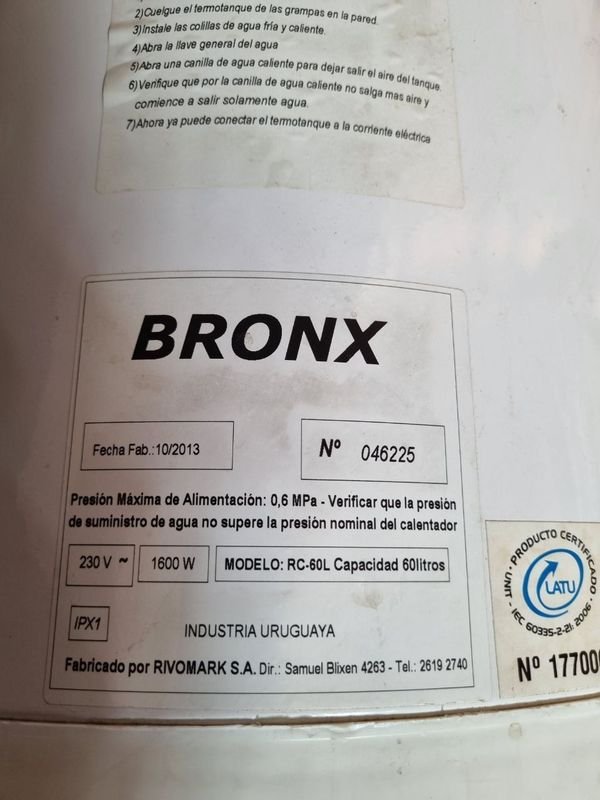 2)Cuelgue el termotanque de las grampas en la pared.
3)Instale las colillas de agua fría y caliente.
4)Abra la llave general del agua
5)Abra una canilla de agua caliente para dejar salir el aire del tanque.
6)Verifique que por la canilla de agua caliente no salga mas aire y
comience a salir solamente agua.
7)Ahora ya puede conectar el termotanque a la corriente eléctrica
BRONX
Fecha Fab.:10/2013
Nº 046225
Presión Máxima de Alimentación: 0,6 MPa - Verificar que la presión
de suministro de agua no supere la presión nominal del calentador
230 V ~
1600 W
MODELO: RC-60L Capacidad 60litros
IPX1
INDUSTRIA URUGUAYA
Fabricado por RIVOMARK S.A. Dir.: Samuel Blixen 4263 - Tel.: 2619 2740
UNIT · PRODUCTO CERTIFICADO
LATU
IEC 60335-2-21: 2006
Nº 17700